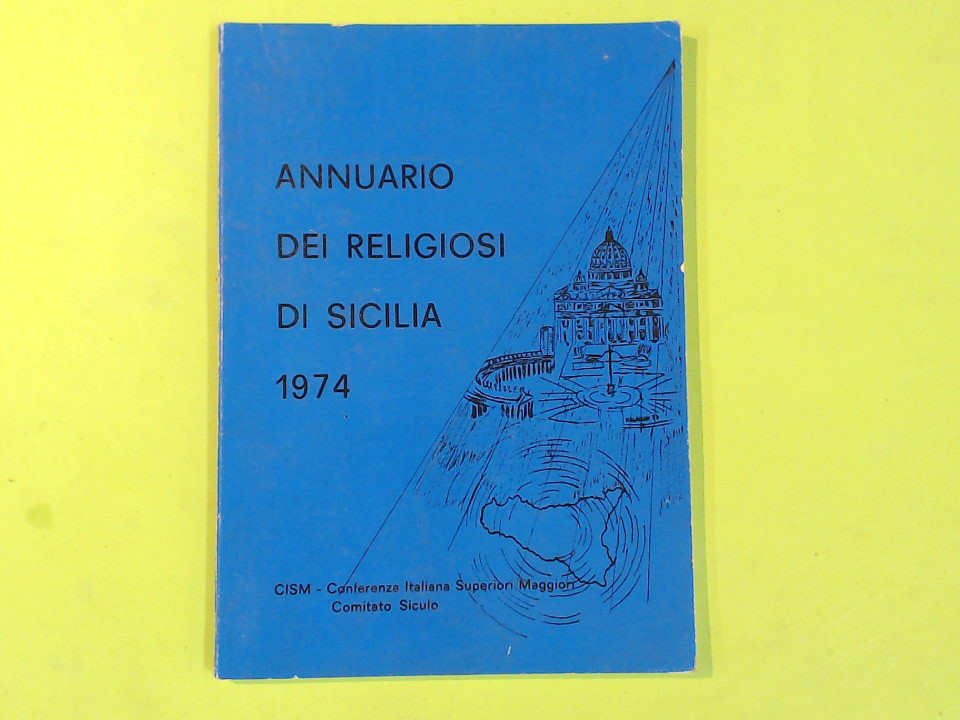 ANNUARIO
DEI RELIGIOSI
DI SICILIA
1974
CISM - Conferenza Italiana Superiori Maggiori
Comitato Siculo